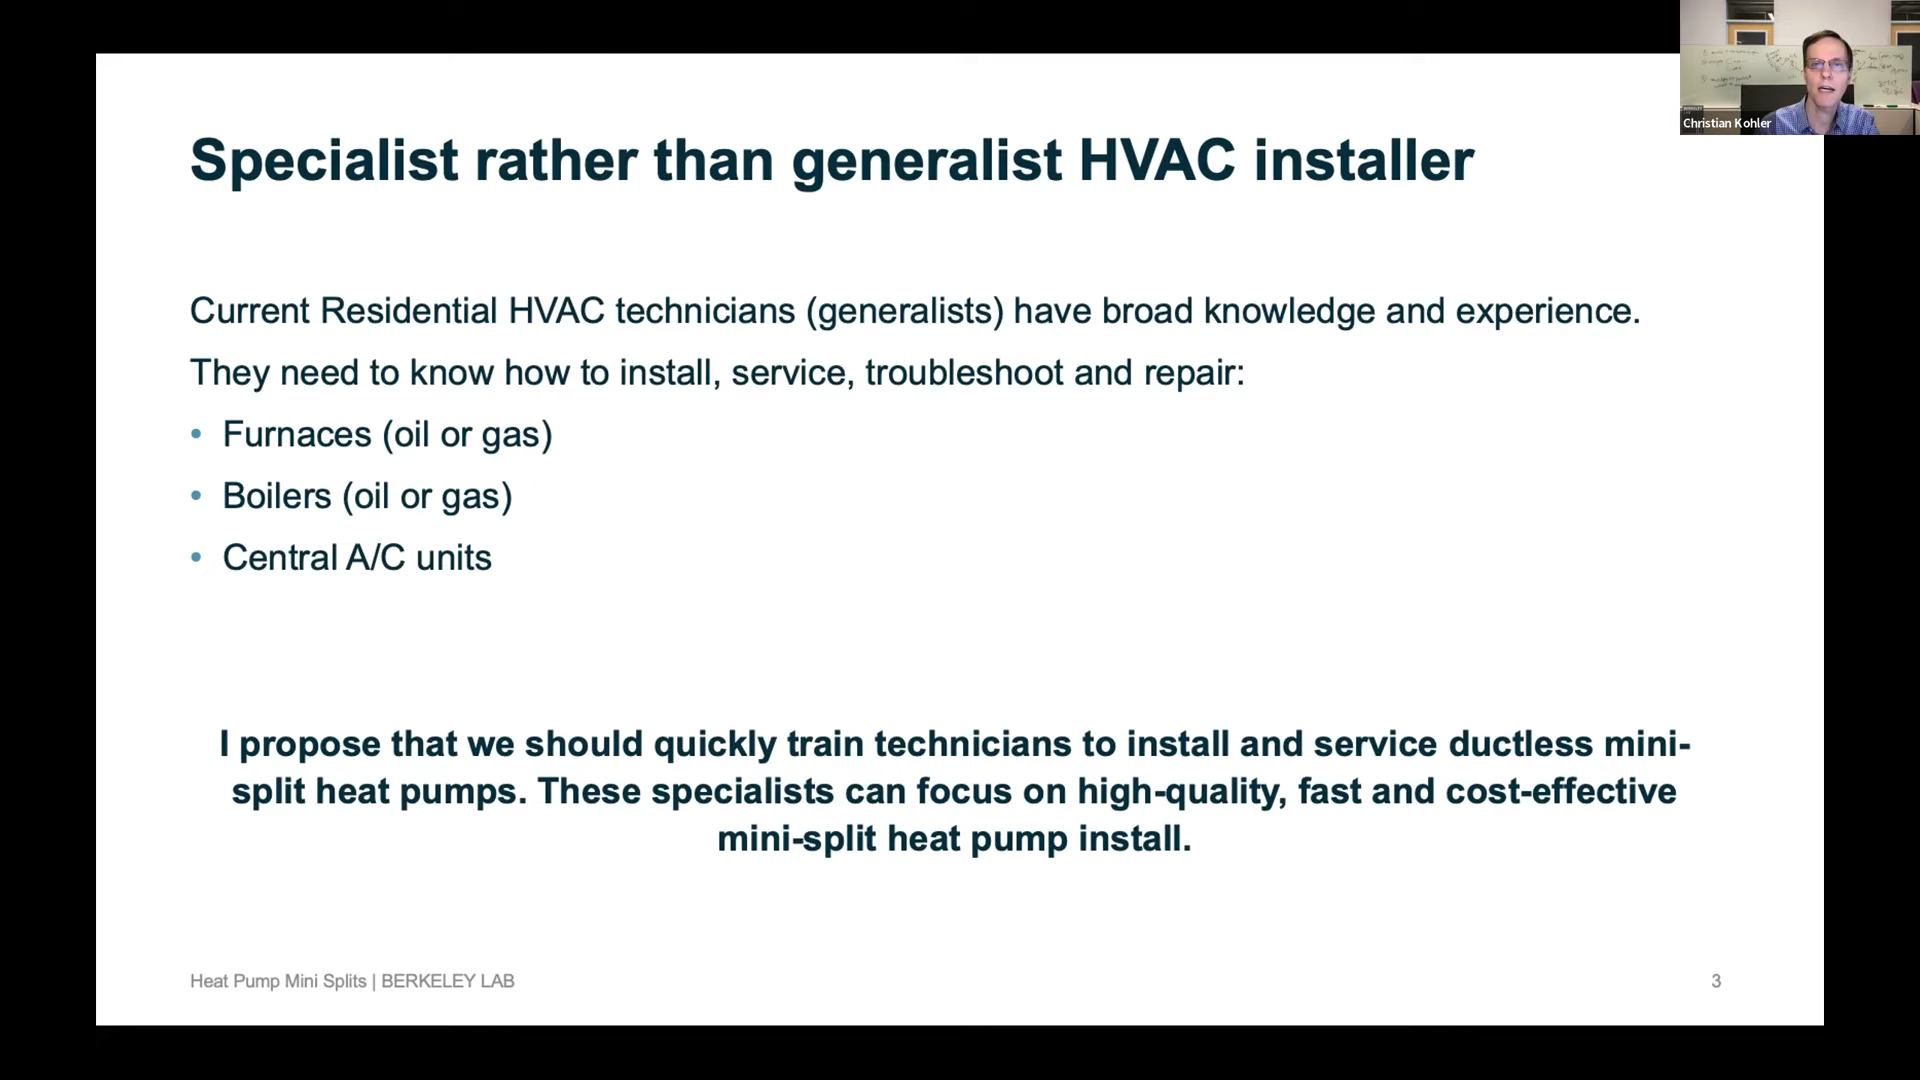 Specialist rather than generalist HVAC installer
Current Residential HVAC technicians (generalists) have broad knowledge and experience.
They need to know how to install, service, troubleshoot and repair:
• Furnaces (oil or gas)
• Boilers (oil or gas)
• Central A/C units
I propose that we should quickly train technicians to install and service ductless mini-
split heat pumps. These specialists can focus on high-quality, fast and cost-effective
mini-split heat pump install.
Heat Pump Mini Splits | BERKELEY LAB
3
Christian Kohler